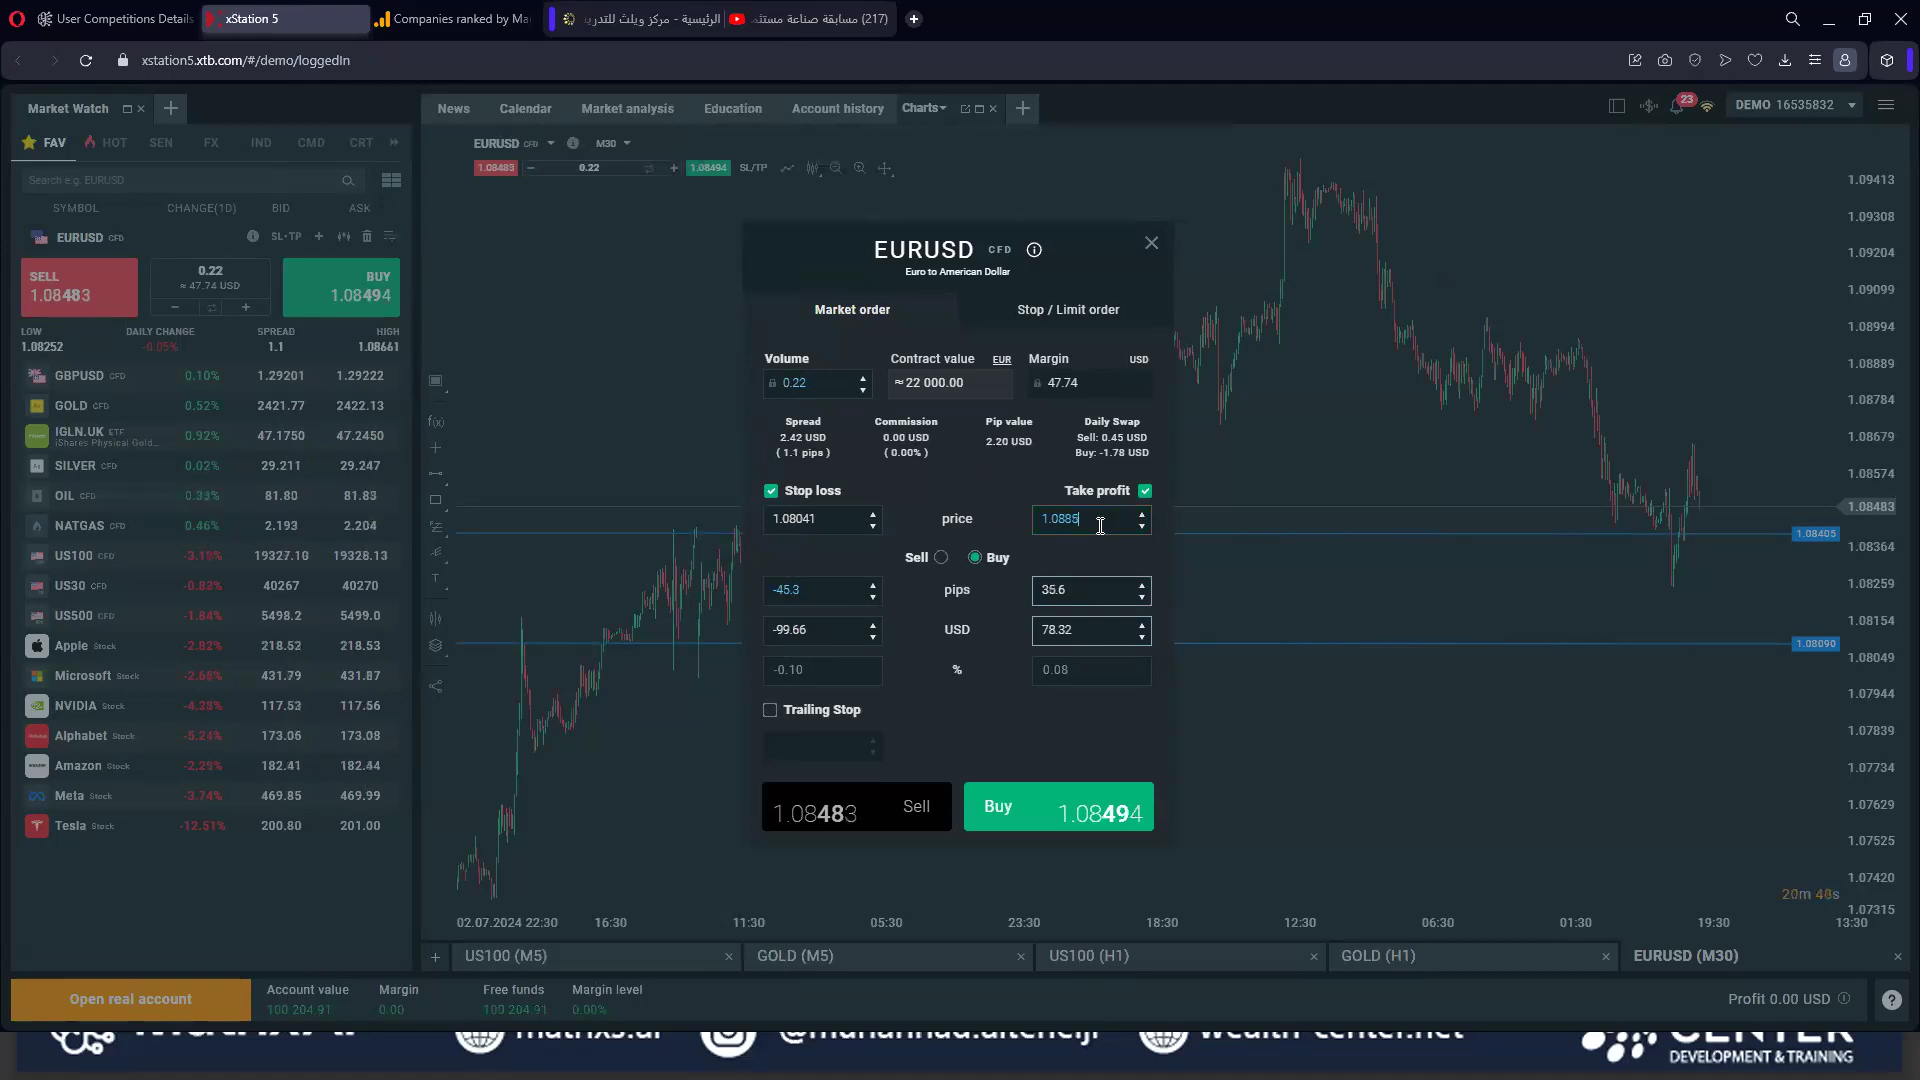 User Competitions Details
xStation 5
Companies ranked by Ma
الرئيسية - مركز ويلث للتدري
(217) مسابقة صناعة مستثم
xstation5.xtb.com/#/demo/loggedIn
Market Watch
News
Calendar
Market analysis
Education
Account history
Charts
23
DEMO 16535832
FAV
HOT
SEN
FX
IND
CMD
CRT
Search e.g. EURUSD
SYMBOL
CHANGE(1D)
BID
ASK
EURUSD CFD
SL•TP
SELL
1.08483
0.22
≈ 47.74 USD
BUY
1.08494
LOW
DAILY CHANGE
SPREAD
HIGH
1.08252
-0.05%
1.1
1.08661
GBPUSD CFD 0.10% 1.29201 1.29222
GOLD CFD 0.52% 2421.77 2422.13
IGLN.UK ETF 0.92% 47.1750 47.2450
iShares Physical Gold...
SILVER CFD 0.02% 29.211 29.247
OIL CFD 0.33% 81.80 81.83
NATGAS CFD 0.46% 2.193 2.204
US100 CFD -3.19% 19327.10 19328.13
US30 CFD -0.83% 40267 40270
US500 CFD -1.84% 5498.2 5499.0
Apple Stock -2.82% 218.52 218.53
Microsoft Stock -2.68% 431.79 431.87
NVIDIA Stock -4.38% 117.53 117.56
Alphabet Stock -5.24% 173.06 173.08
Amazon Stock -2.29% 182.41 182.44
Meta Stock -3.74% 469.85 469.99
Tesla Stock -12.51% 200.80 201.00
EURUSD CFD
M30
1.08483
0.22
1.08494
SL/TP
EURUSD CFD
Euro to American Dollar
Market order
Stop / Limit order
Volume
Contract value
EUR
Margin
USD
0.22
≈ 22 000.00
47.74
Spread
Commission
Pip value
Daily Swap
2.42 USD
0.00 USD
2.20 USD
Sell: 0.45 USD
( 1.1 pips )
( 0.00% )
Buy: -1.78 USD
Stop loss
Take profit
1.08041
price
1.0885
Sell
Buy
-45.3
pips
35.6
-99.66
USD
78.32
-0.10
%
0.08
Trailing Stop
1.08483
Sell
Buy
1.08494
1.09413
1.09308
1.09204
1.09099
1.08994
1.08889
1.08784
1.08679
1.08574
1.08483
1.08405
1.08364
1.08259
1.08154
1.08090
1.08049
1.07944
1.07839
1.07734
1.07629
1.07525
1.07420
1.07315
20m 48s
02.07.2024 22:30
16:30
11:30
05:30
23:30
18:30
12:30
06:30
01:30
19:30
13:30
US100 (M5)
GOLD (M5)
US100 (H1)
GOLD (H1)
EURUSD (M30)
Open real account
Account value
Margin
Free funds
Margin level
100 204.91
0.00
100 204.91
0.00%
Profit 0.00 USD
wealth-center.net
CENTER
DEVELOPMENT & TRAINING